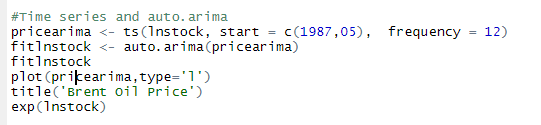 #Time series and auto.arima
pricearima <- ts(lnstock, start = c(1987,05), frequency = 12)
fitlnstock <- auto.arima(pricearima)
fitlnstock
plot(pricearima,type='l')
title('Brent Oil Price')
exp(lnstock)